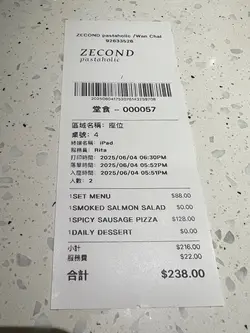 ZECOND pastaholic /Wan Chai
92633528
ZECOND
pastaholic
/
堂食 - 000057
區域名稱: 座位
桌號: 4
終端名稱: iPad
服務員: Rita
打印時間: 2025/06/04 06:30PM
落單時間: 2025/06/04 05:52PM
入座時間: 2025/06/04 05:51PM
人數: 2
1SET MENU $88.00
1SMOKED SALMON SALAD $0.00
1SPICY SAUSAGE PIZZA $128.00
1DAILY DESSERT $0.00
小計 $216.00
服務費 $22.00
合計 $238.00